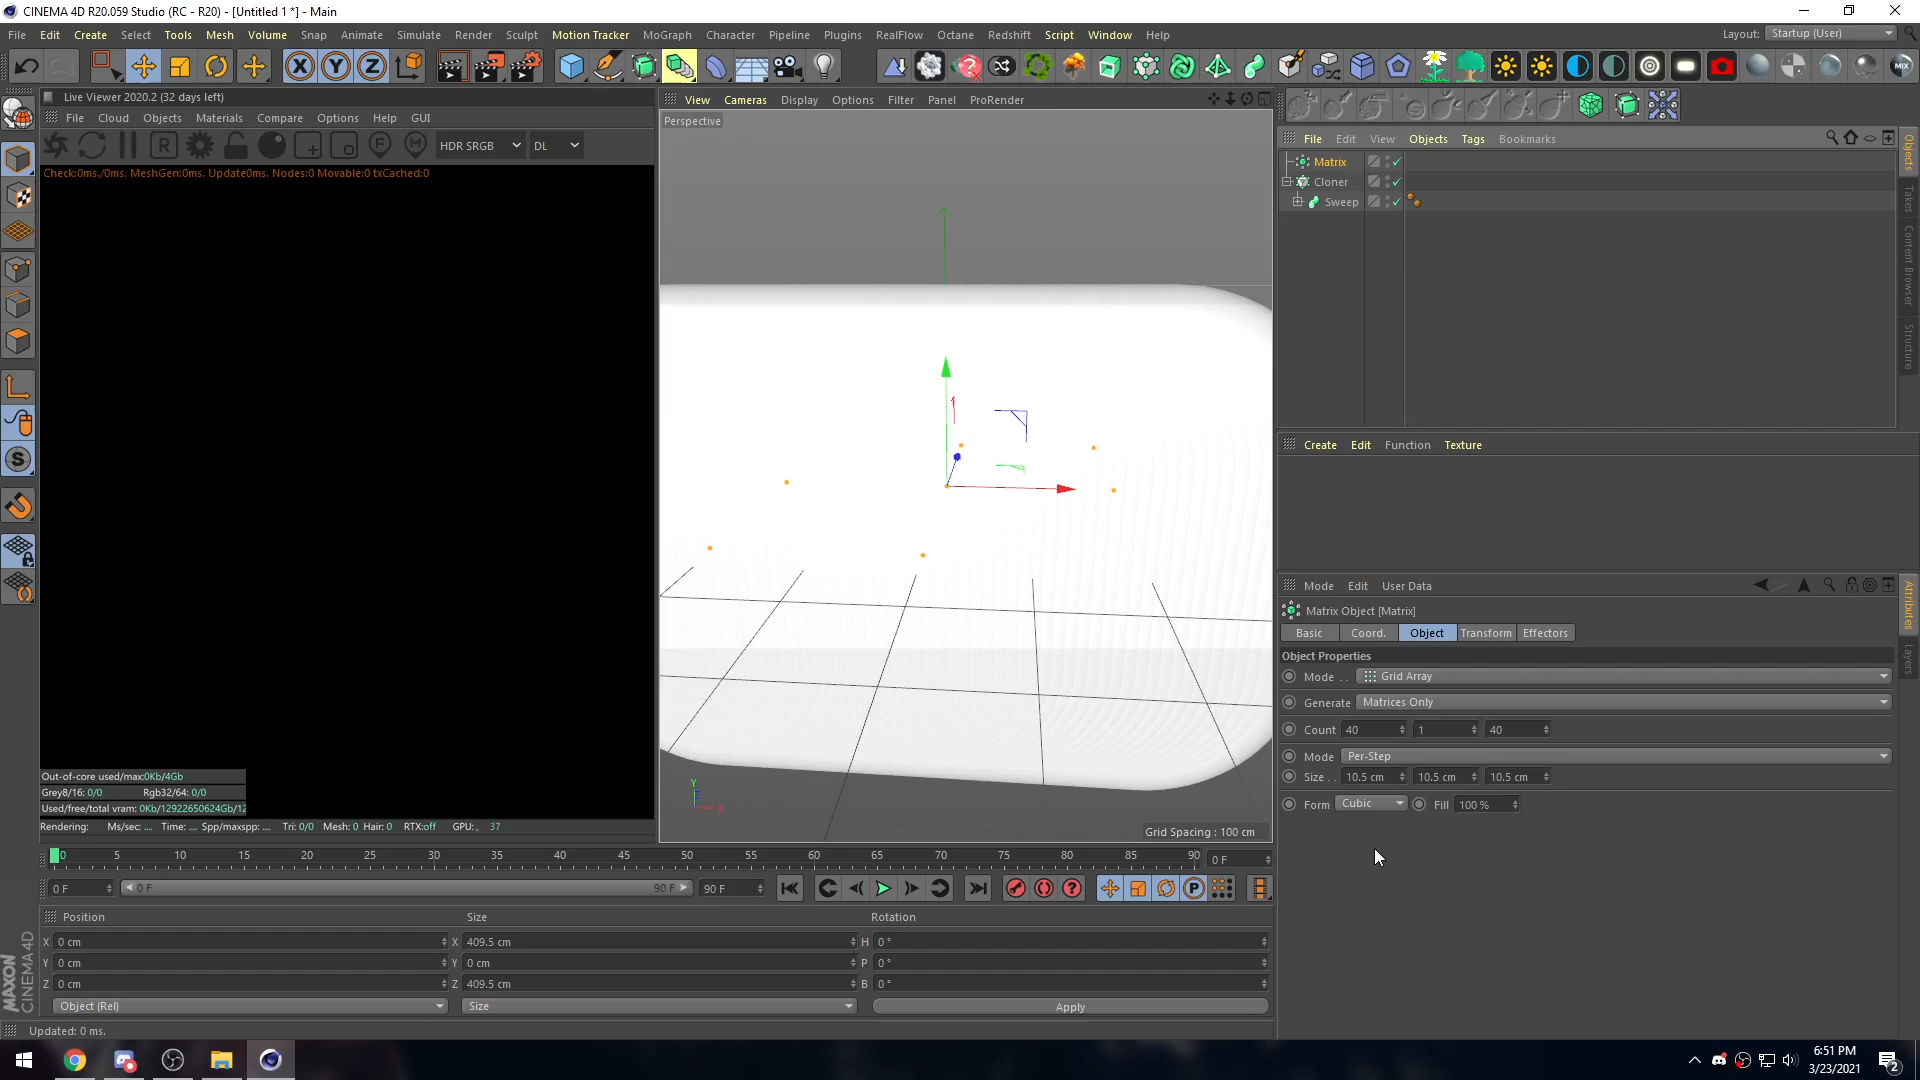 CINEMA 4D R20.059 Studio (RC - R20) - [Untitled 1 *] - Main
File Edit Create Select Tools Mesh Volume Snap Animate Simulate Render Sculpt Motion Tracker MoGraph Character Pipeline Plugins RealFlow Octane Redshift Script Window Help Layout: Startup (User)
X Y Z MIX
Live Viewer 2020.2 (32 days left)
File Cloud Objects Materials Compare Options Help GUI
R F M HDR SRGB DL
Check:0ms./0ms. MeshGen:0ms. Update0ms. Nodes:0 Movable:0 txCached:0
Out-of-core used/max:0Kb/4Gb
Grey8/16: 0/0 Rgb32/64: 0/0
Used/free/total vram: 0Kb/12922650624Gb/12
Rendering: Ms/sec: .... Time: .... Spp/maxspp: .... Tri: 0/0 Mesh: 0 Hair: 0 RTX:off GPU: 37
View Cameras Display Options Filter Panel ProRender
Perspective
Y
X
Grid Spacing : 100 cm
File Edit View Objects Tags Bookmarks
Matrix
Cloner
Sweep
Objects
Takes
Content Browser
Structure
Create Edit Function Texture
Mode Edit User Data
Matrix Object [Matrix]
Basic Coord. Object Transform Effectors
Object Properties
Mode . . Grid Array
Generate Matrices Only
Count 40 1 40
Mode Per-Step
Size . . 10.5 cm 10.5 cm 10.5 cm
Form Cubic Fill 100 %
Attributes
Layers
S
0 5 10 15 20 25 30 35 40 45 50 55 60 65 70 75 80 85 90 0 F
0 F 0 F 90 F 90 F P
Position Size Rotation
X 0 cm X 409.5 cm H 0 °
Y 0 cm Y 0 cm P 0 °
Z 0 cm Z 409.5 cm B 0 °
Object (Rel) Size Apply
MAXON
CINEMA 4D
Updated: 0 ms.
6:51 PM
3/23/2021
2